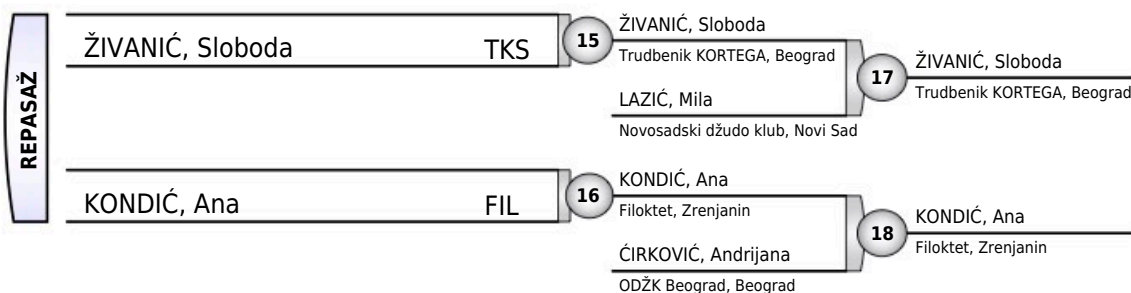 REPASAŽ
ŽIVANIĆ, Sloboda TKS
15
ŽIVANIĆ, Sloboda
Trudbenik KORTEGA, Beograd
LAZIĆ, Mila
Novosadski džudo klub, Novi Sad
17
ŽIVANIĆ, Sloboda
Trudbenik KORTEGA, Beograd
KONDIĆ, Ana FIL
16
KONDIĆ, Ana
Filoktet, Zrenjanin
ĆIRKOVIĆ, Andrijana
ODŽK Beograd, Beograd
18
KONDIĆ, Ana
Filoktet, Zrenjanin